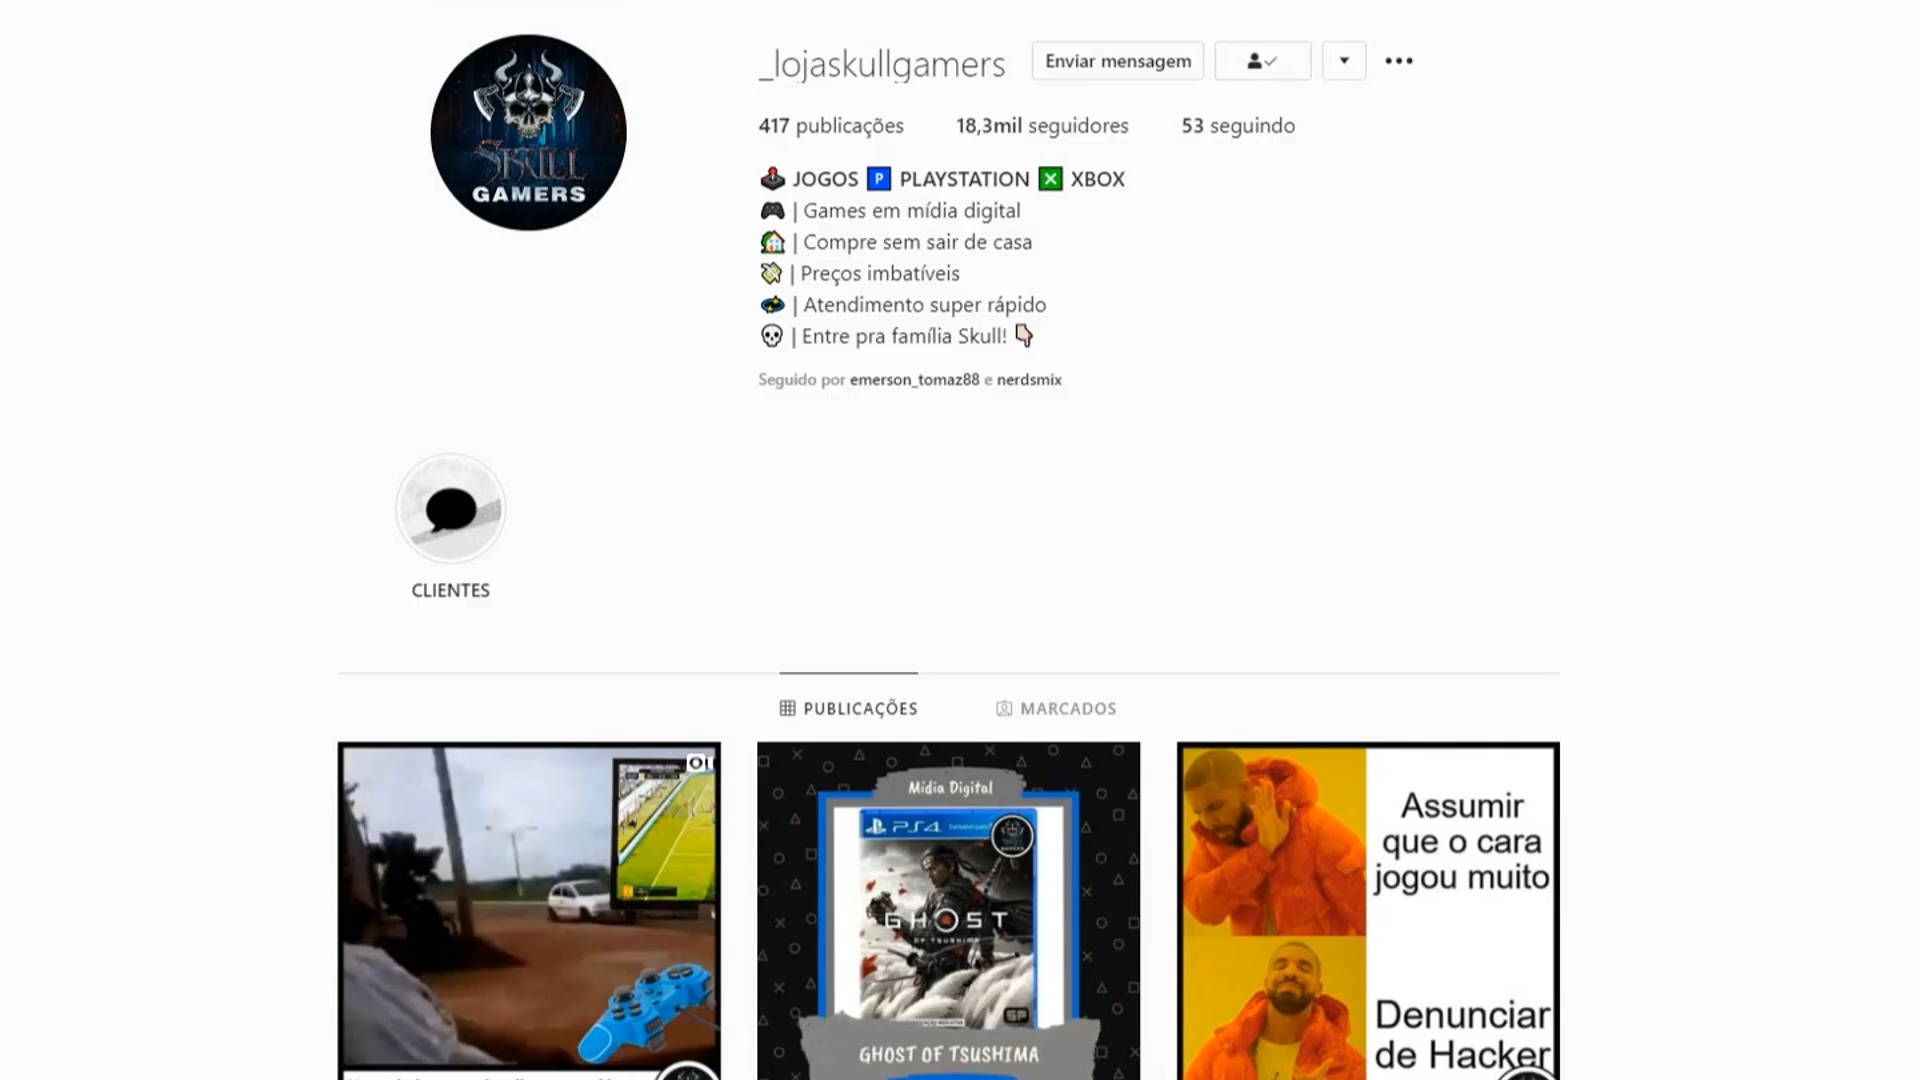 _lojaskullgamers Enviar mensagem
417 publicações 18,3mil seguidores 53 seguindo
SKULL
GAMERS
JOGOS P PLAYSTATION XBOX
| Games em mídia digital
| Compre sem sair de casa
| Preços imbatíveis
| Atendimento super rápido
| Entre pra família Skull!
Seguido por emerson_tomaz88 e nerdsmix
CLIENTES
PUBLICAÇÕES MARCADOS
Mídia Digital
PS4
GHOST
OF TSUSHIMA
GHOST OF TSUSHIMA
Assumir
que o cara
jogou muito
Denunciar
de Hacker